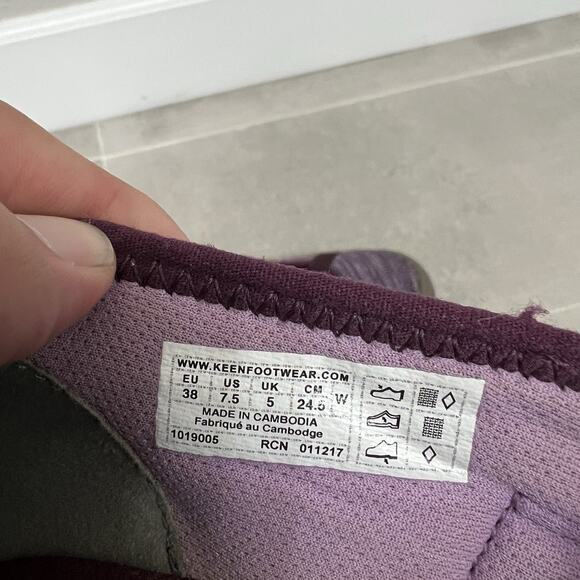 WWW.KEENFOOTWEAR.COM
EU US UK CM W
38 7.5 5 24.5
MADE IN CAMBODIA
Fabriqué au Cambodge
1019005 RCN 011217